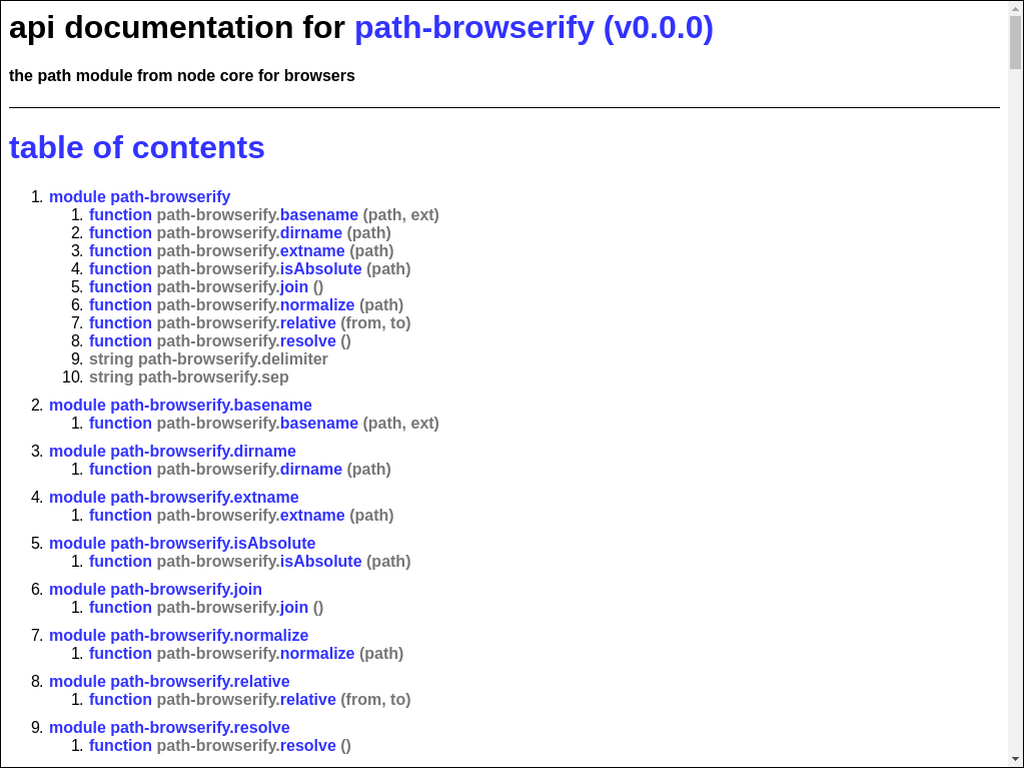 api documentation for path-browserify (v0.0.0)
the path module from node core for browsers
table of contents
1. module path-browserify
1. function path-browserify.basename (path, ext)
2. function path-browserify.dirname (path)
3. function path-browserify.extname (path)
4. function path-browserify.isAbsolute (path)
5. function path-browserify.join ()
6. function path-browserify.normalize (path)
7. function path-browserify.relative (from, to)
8. function path-browserify.resolve ()
9. string path-browserify.delimiter
10. string path-browserify.sep
2. module path-browserify.basename
1. function path-browserify.basename (path, ext)
3. module path-browserify.dirname
1. function path-browserify.dirname (path)
4. module path-browserify.extname
1. function path-browserify.extname (path)
5. module path-browserify.isAbsolute
1. function path-browserify.isAbsolute (path)
6. module path-browserify.join
1. function path-browserify.join ()
7. module path-browserify.normalize
1. function path-browserify.normalize (path)
8. module path-browserify.relative
1. function path-browserify.relative (from, to)
9. module path-browserify.resolve
1. function path-browserify.resolve ()